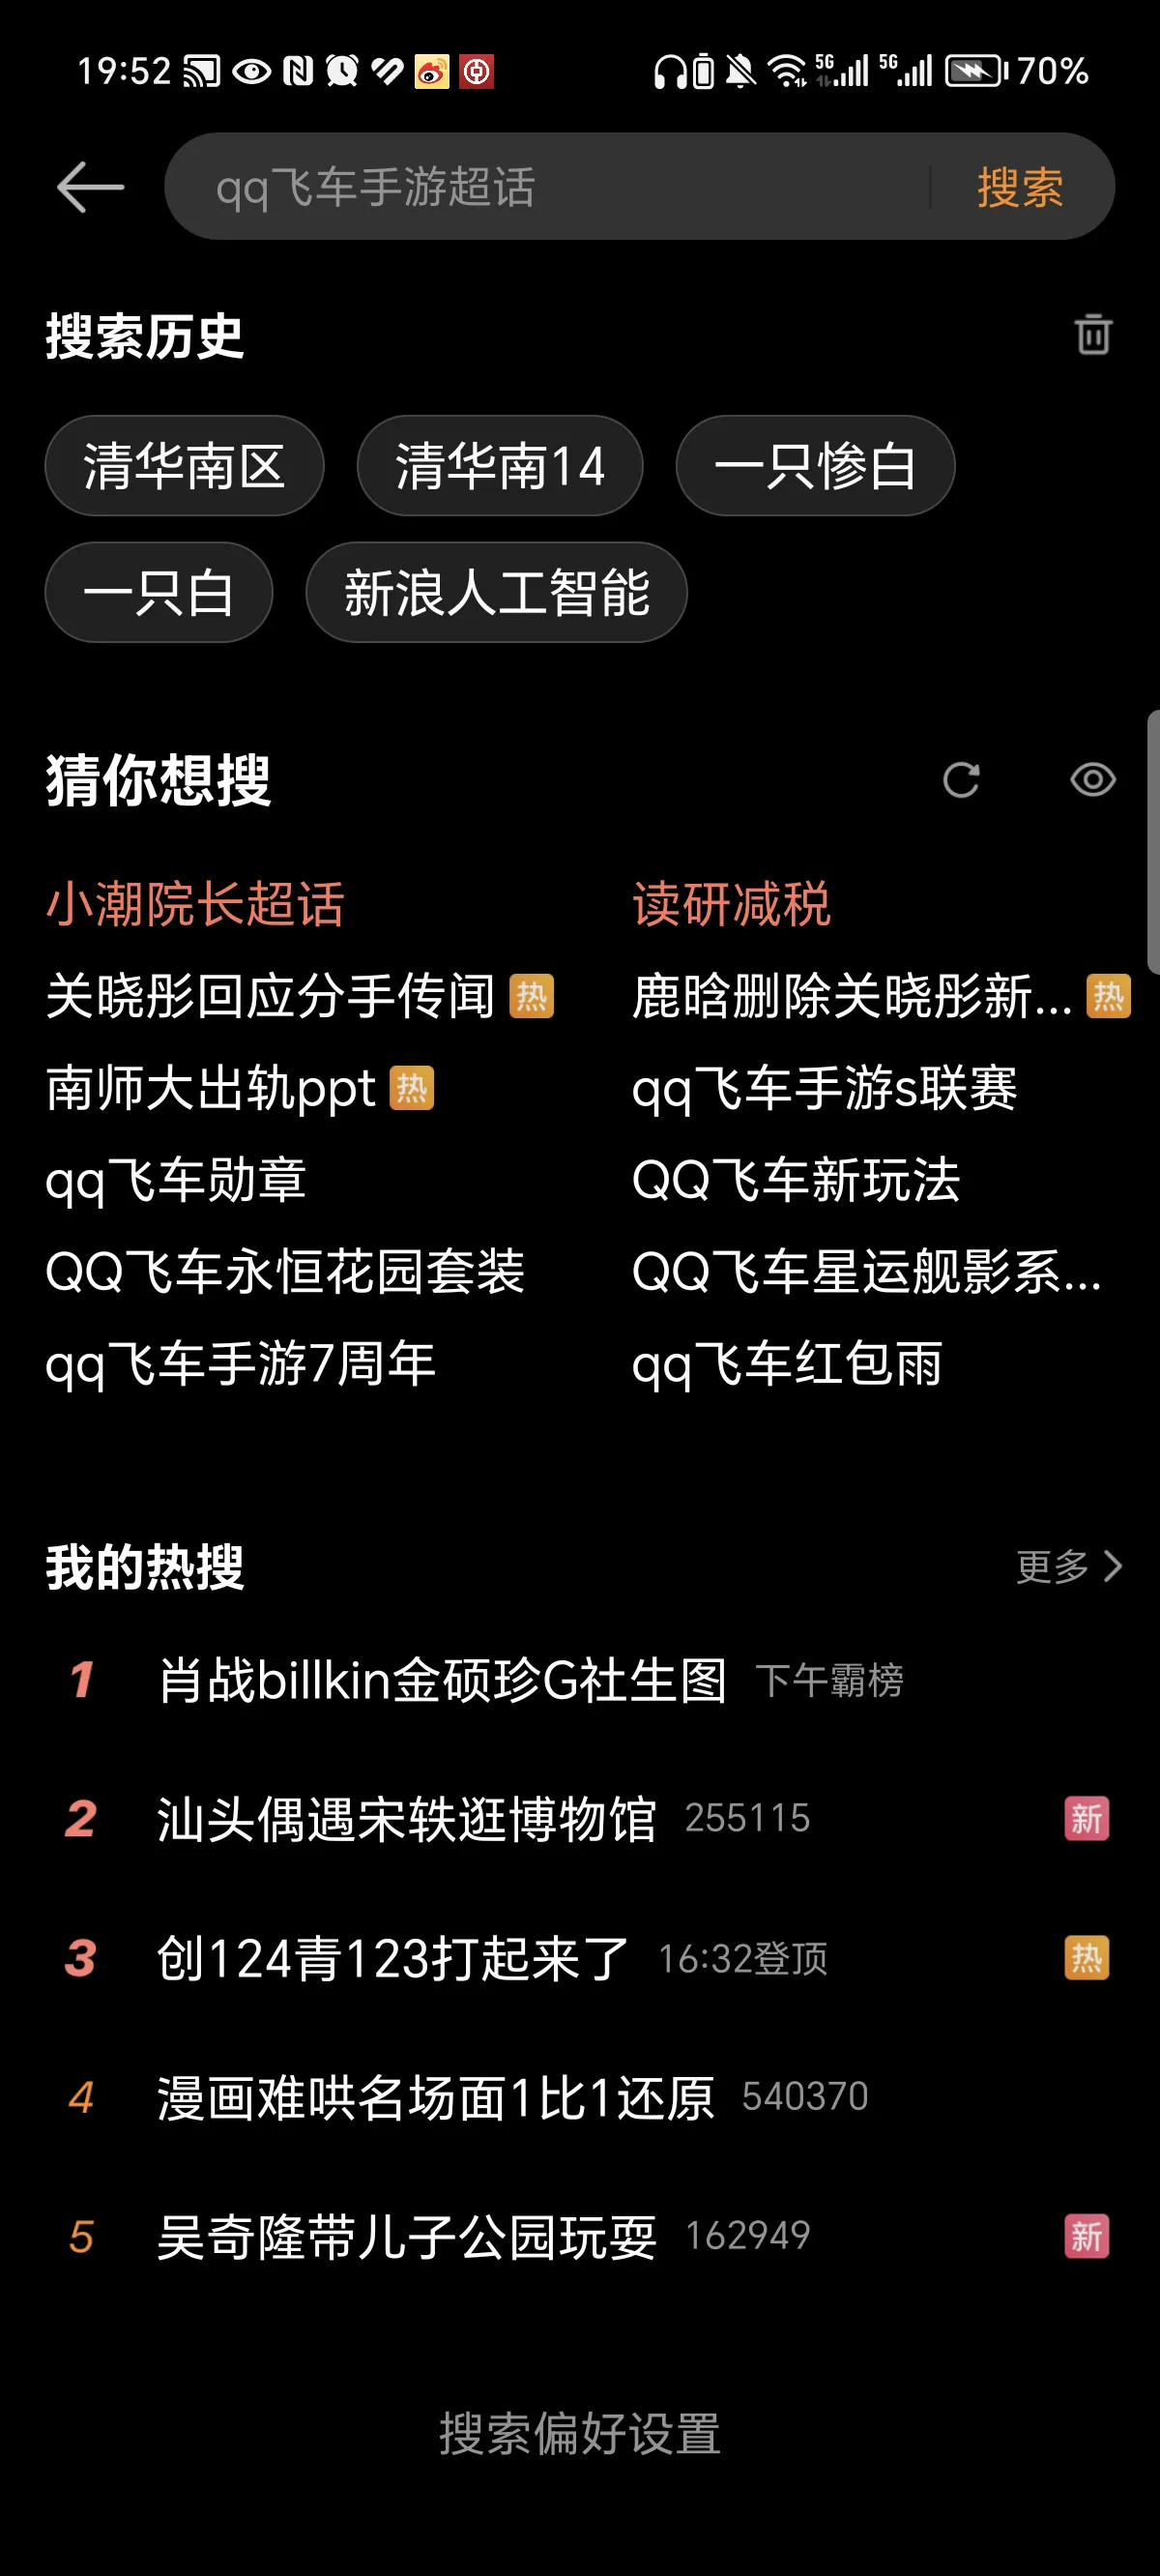 19:52 5G 5G 70%
qq飞车手游超话 搜索
搜索历史
清华南区 清华南14 一只惨白
一只白 新浪人工智能
猜你想搜
小潮院长超话 读研减税
关晓彤回应分手传闻 热 鹿晗删除关晓彤新... 热
南师大出轨ppt 热 qq飞车手游s联赛
qq飞车勋章 QQ飞车新玩法
QQ飞车永恒花园套装 QQ飞车星运舰影系...
qq飞车手游7周年 qq飞车红包雨
我的热搜 更多
1 肖战billkin金硕珍G社生图 下午霸榜
2 汕头偶遇宋轶逛博物馆 255115 新
3 创124青123打起来了 16:32登顶 热
4 漫画难哄名场面1比1还原 540370
5 吴奇隆带儿子公园玩耍 162949 新
搜索偏好设置